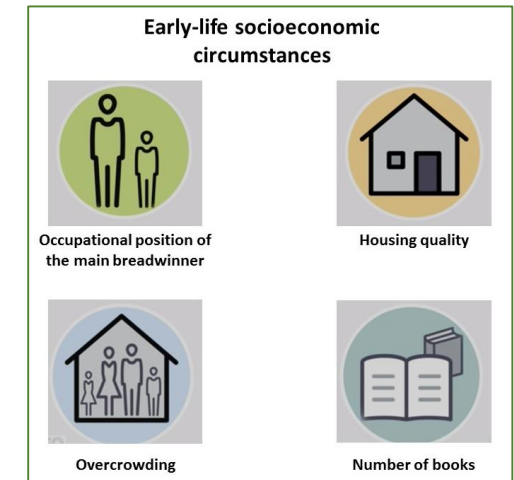 Early-life socioeconomic
circumstances
Occupational position of
the main breadwinner
Housing quality
Overcrowding
Number of books